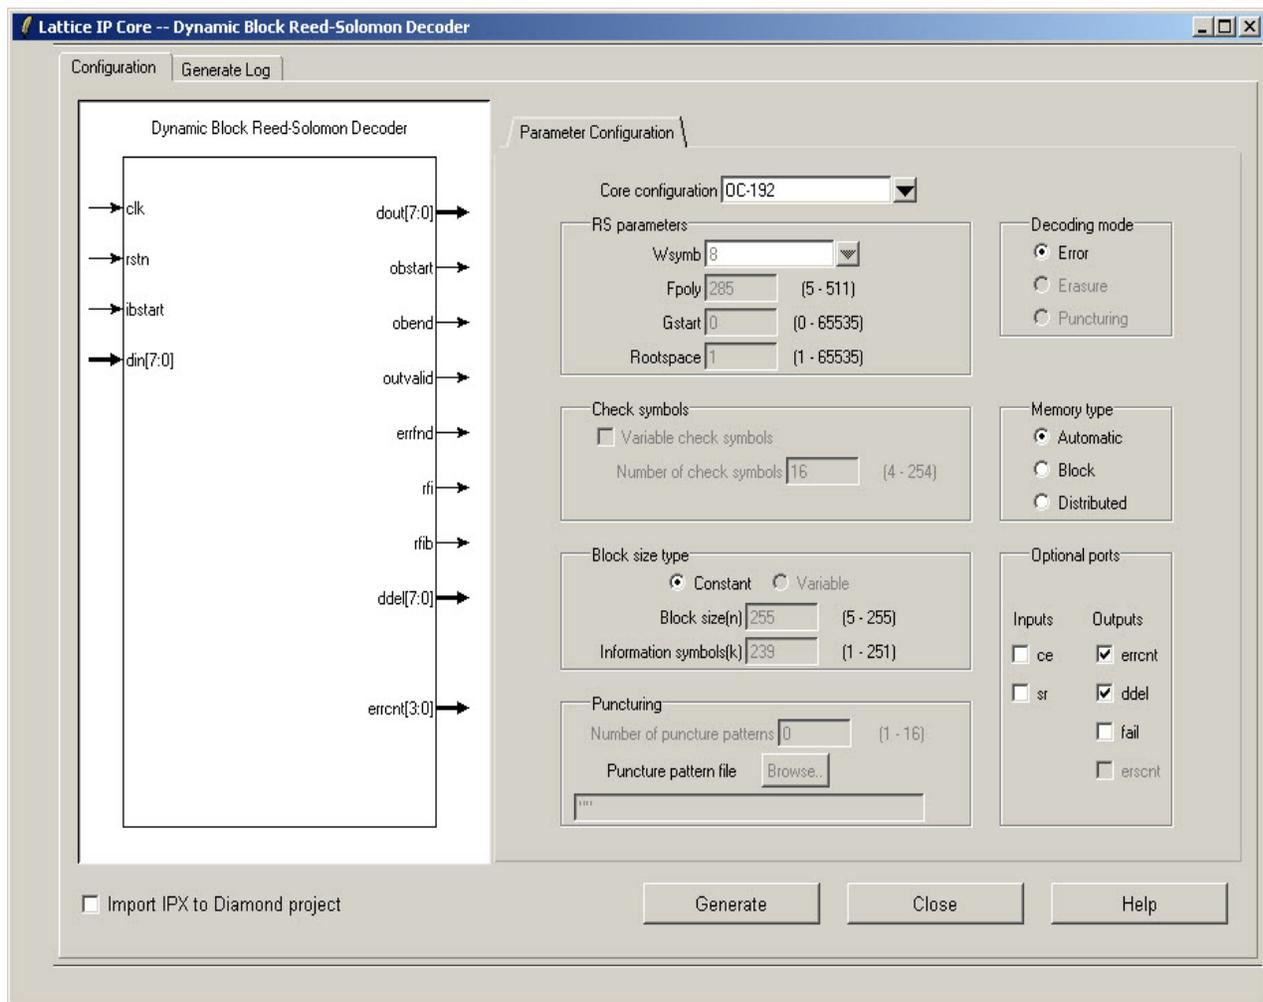 Lattice IP Core -- Dynamic Block Reed-Solomon Decoder
Configuration
Generate Log
Dynamic Block Reed-Solomon Decoder
clk
rstn
ibstart
din[7:0]
dout[7:0]
obstart
obend
outvalid
errfnd
rfi
rfib
ddel[7:0]
errcnt[3:0]
Parameter Configuration
Core configuration OC-192
RS parameters
Wsymb 8
Fpoly 285 (5 - 511)
Gstart 0 (0 - 65535)
Rootspace 1 (1 - 65535)
Decoding mode
Error
Erasure
Puncturing
Check symbols
Variable check symbols
Number of check symbols 16 (4 - 254)
Memory type
Automatic
Block
Distributed
Block size type
Constant Variable
Block size(n) 255 (5 - 255)
Information symbols(k) 239 (1 - 251)
Puncturing
Number of puncture patterns 0 (1 - 16)
Puncture pattern file Browse..
""
Optional ports
Inputs Outputs
ce errcnt
sr ddel
fail
erscnt
Import IPX to Diamond project
Generate
Close
Help